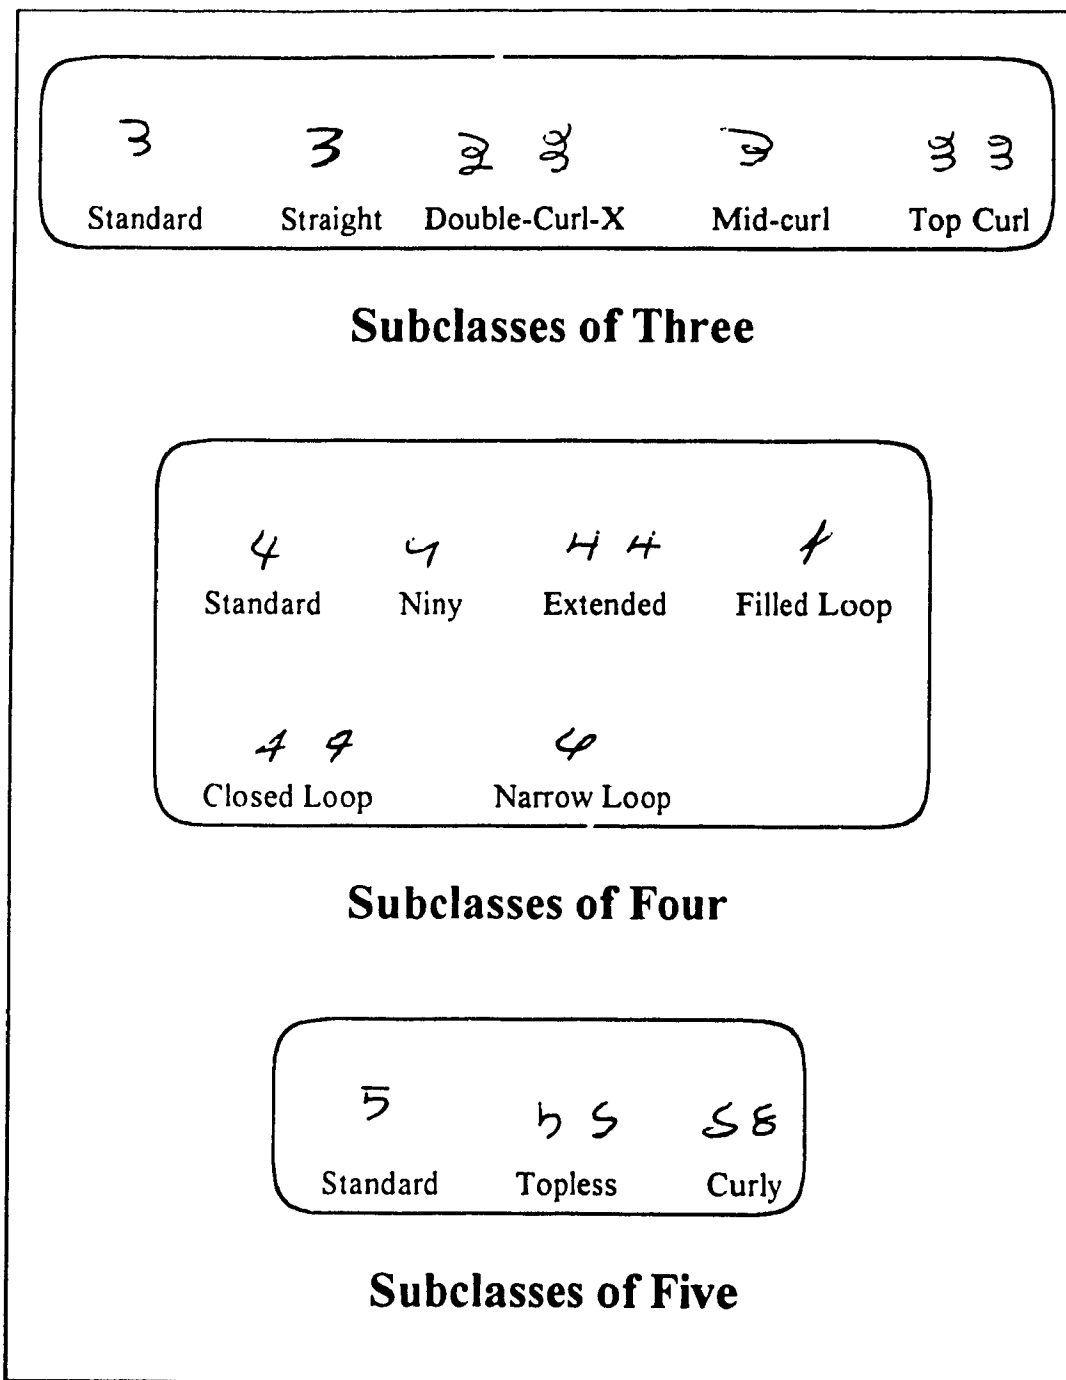 3 3 3 3 3 3 3
Standard Straight Double-Curl-X Mid-curl Top Curl
Subclasses of Three
4 4 4 4 4
Standard Niny Extended Filled Loop
4 4 4
Closed Loop Narrow Loop
Subclasses of Four
5 5 5 5 5
Standard Topless Curly
Subclasses of Five